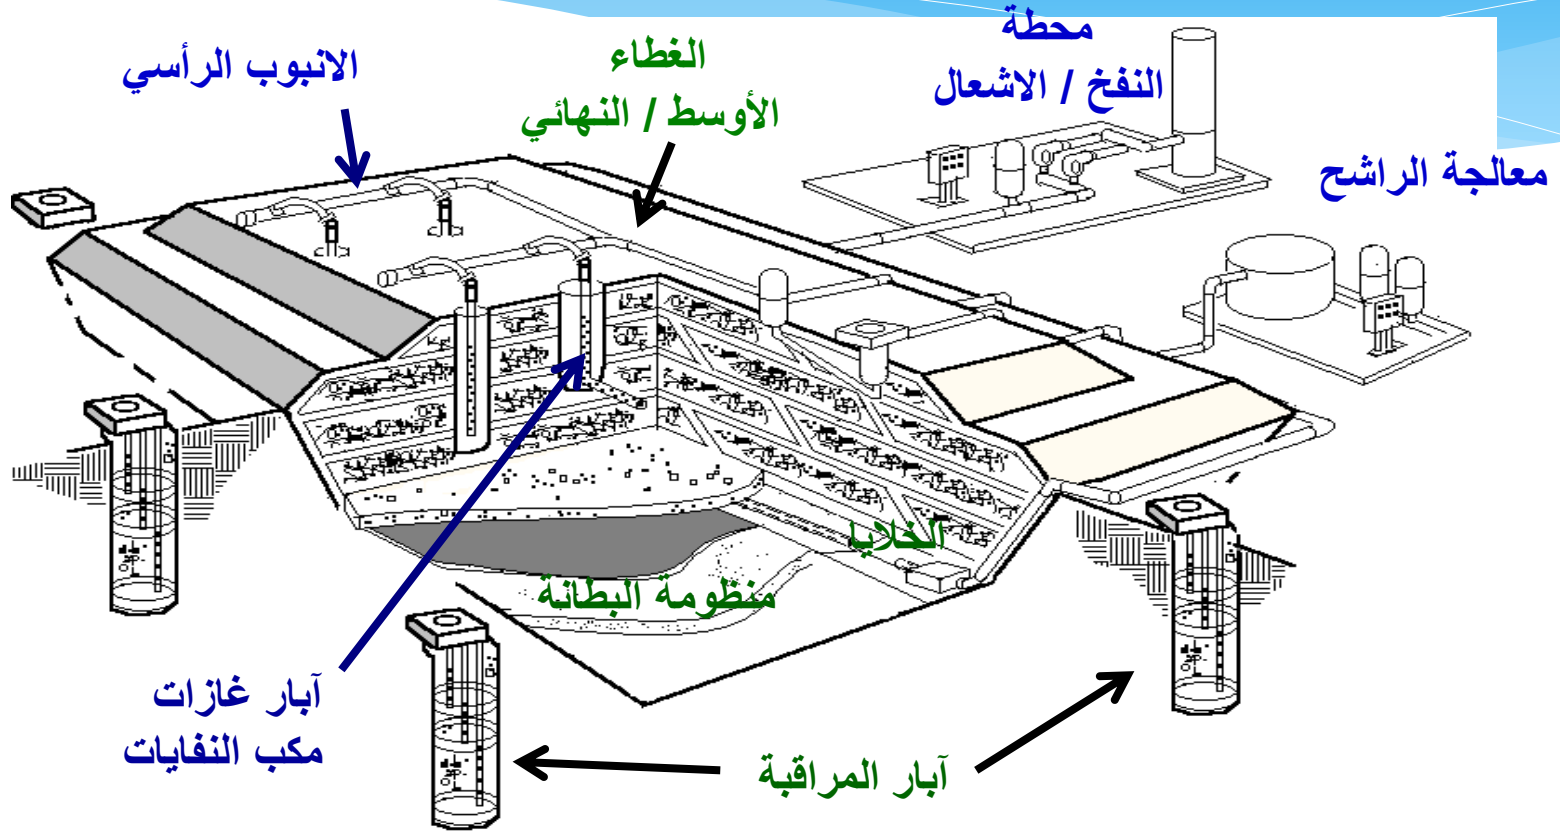 محطة
النفخ / الاشعال
الغطاء
الأوسط / النهائي
الانبوب الرأسي
معالجة الراشح
الخلايا
منظومة البطانة
آبار غازات
مكب النفايات
آبار المراقبة